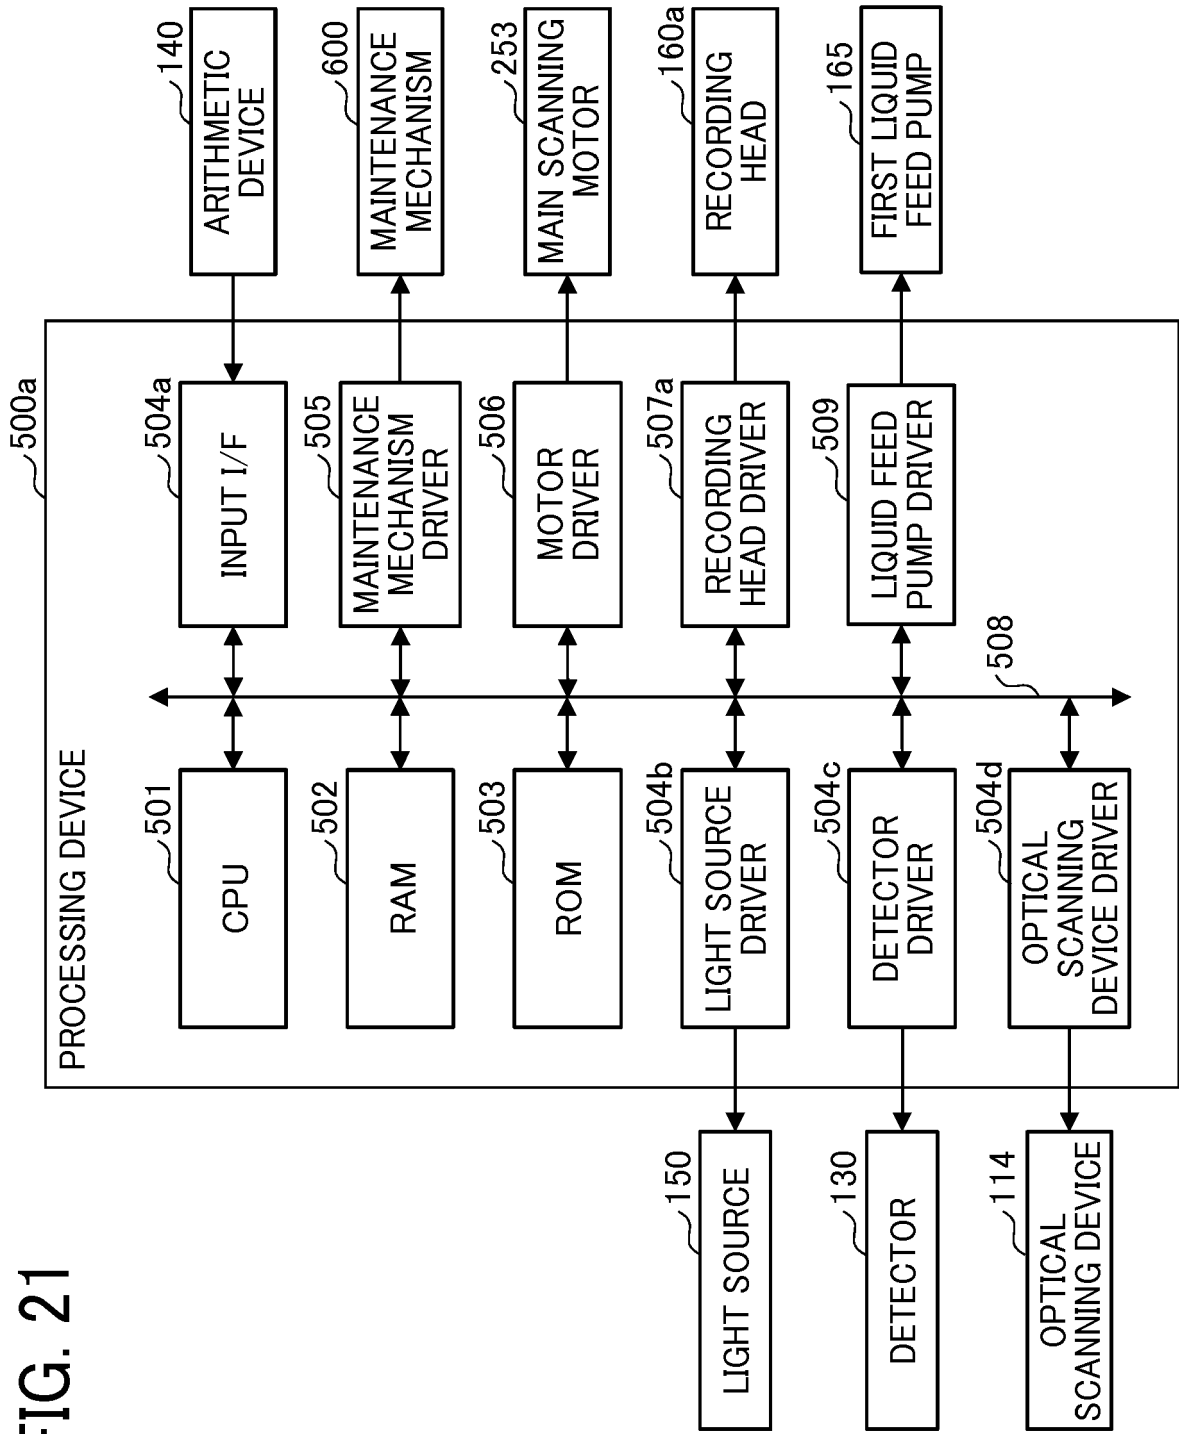 FIG. 21
500a
PROCESSING DEVICE
501
CPU
502
RAM
503
ROM
504b
LIGHT SOURCE
DRIVER
504c
DETECTOR
DRIVER
504d
OPTICAL
SCANNING
DEVICE DRIVER
508
504a
INPUT I/F
505
MAINTENANCE
MECHANISM
DRIVER
506
MOTOR
DRIVER
507a
RECORDING
HEAD DRIVER
509
LIQUID FEED
PUMP DRIVER
140
ARITHMETIC
DEVICE
600
MAINTENANCE
MECHANISM
253
MAIN SCANNING
MOTOR
160a
RECORDING
HEAD
165
FIRST LIQUID
FEED PUMP
150
LIGHT SOURCE
130
DETECTOR
114
OPTICAL
SCANNING DEVICE